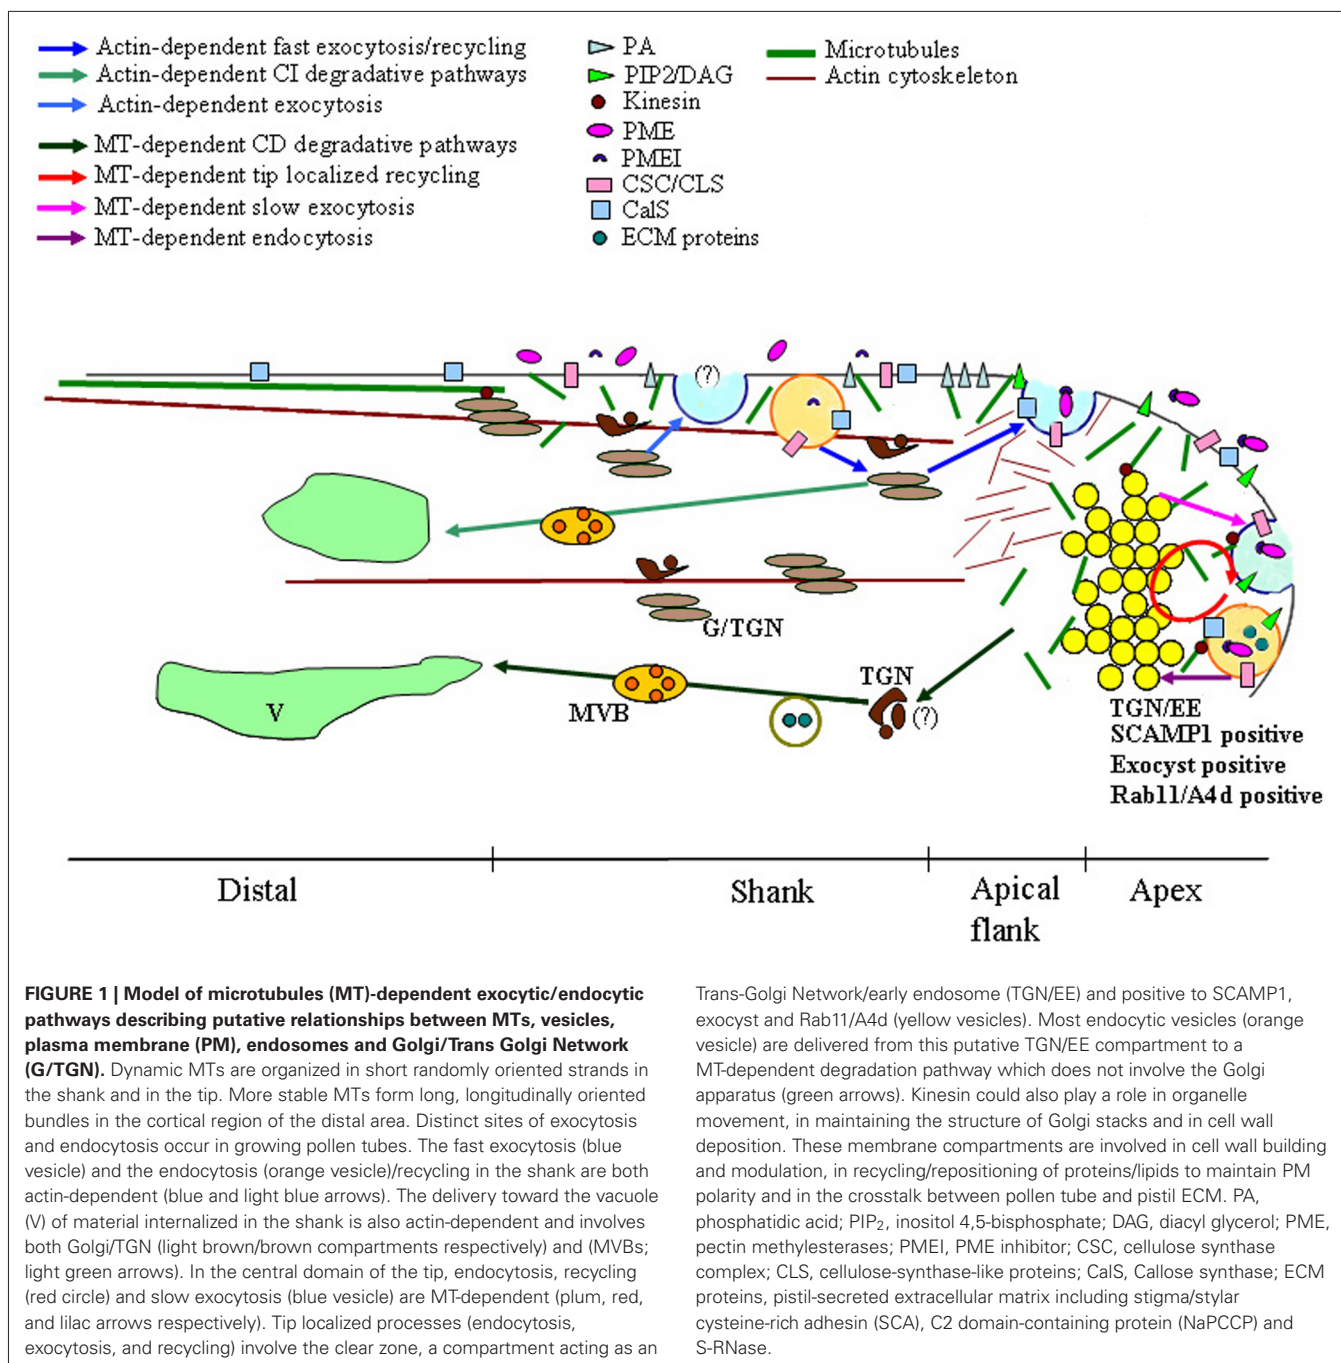 Actin-dependent fast exocytosis/recycling
Actin-dependent CI degradative pathways
Actin-dependent exocytosis
MT-dependent CD degradative pathways
MT-dependent tip localized recycling
MT-dependent slow exocytosis
MT-dependent endocytosis
PA
PIP2/DAG
Kinesin
PME
PMEI
CSC/CLS
CalS
ECM proteins
Microtubules
Actin cytoskeleton
(?)
G/TGN
V
MVB
TGN
(?)
TGN/EE
SCAMP1 positive
Exocyst positive
Rab11/A4d positive
Distal
Shank
Apical
flank
Apex
FIGURE 1 | Model of microtubules (MT)-dependent exocytic/endocytic
pathways describing putative relationships between MTs, vesicles,
plasma membrane (PM), endosomes and Golgi/Trans Golgi Network
(G/TGN). Dynamic MTs are organized in short randomly oriented strands in
the shank and in the tip. More stable MTs form long, longitudinally oriented
bundles in the cortical region of the distal area. Distinct sites of exocytosis
and endocytosis occur in growing pollen tubes. The fast exocytosis (blue
vesicle) and the endocytosis (orange vesicle)/recycling in the shank are both
actin-dependent (blue and light blue arrows). The delivery toward the vacuole
(V) of material internalized in the shank is also actin-dependent and involves
both Golgi/TGN (light brown/brown compartments respectively) and (MVBs;
light green arrows). In the central domain of the tip, endocytosis, recycling
(red circle) and slow exocytosis (blue vesicle) are MT-dependent (plum, red,
and lilac arrows respectively). Tip localized processes (endocytosis,
exocytosis, and recycling) involve the clear zone, a compartment acting as an
Trans-Golgi Network/early endosome (TGN/EE) and positive to SCAMP1,
exocyst and Rab11/A4d (yellow vesicles). Most endocytic vesicles (orange
vesicle) are delivered from this putative TGN/EE compartment to a
MT-dependent degradation pathway which does not involve the Golgi
apparatus (green arrows). Kinesin could also play a role in organelle
movement, in maintaining the structure of Golgi stacks and in cell wall
deposition. These membrane compartments are involved in cell wall building
and modulation, in recycling/repositioning of proteins/lipids to maintain PM
polarity and in the crosstalk between pollen tube and pistil ECM. PA,
phosphatidic acid; PIP₂, inositol 4,5-bisphosphate; DAG, diacyl glycerol; PME,
pectin methylesterases; PMEI, PME inhibitor; CSC, cellulose synthase
complex; CLS, cellulose-synthase-like proteins; CalS, Callose synthase; ECM
proteins, pistil-secreted extracellular matrix including stigma/stylar
cysteine-rich adhesin (SCA), C2 domain-containing protein (NaPCCP) and
S-RNase.